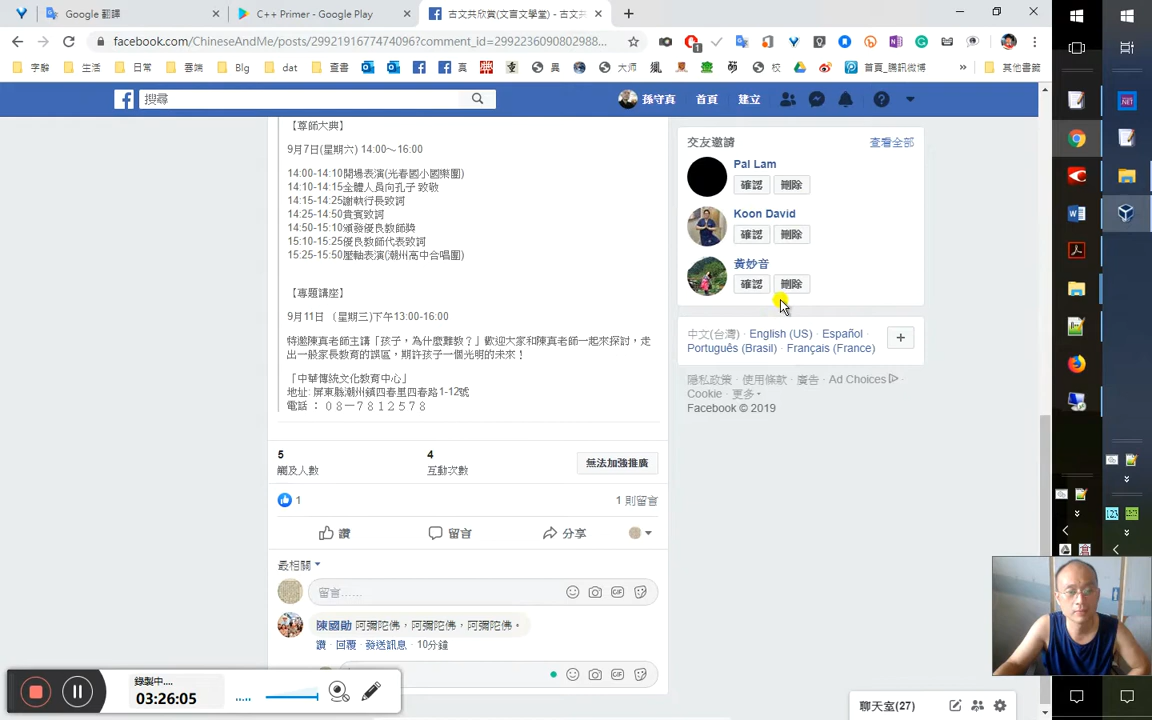 Google 翻譯
C++ Primer - Google Play
古文共欣賞(文言文學堂) - 古文
facebook.com/ChineseAndMe/posts/2992191677474096?comment_id=2992236090802988...
字辭
生活
日常
雲端
Blg
dat
查書
真
異
大师
萌
校
首頁_騰訊微博
»
其他書籤
搜尋
孫守真
首頁
建立
【尊師大典】
9月7日(星期六) 14:00~16:00
14:00-14:10開場表演(光春國小國樂團)
14:10-14:15全體人員向孔子 致敬
14:15-14:25謝執行長致詞
14:25-14:50貴賓致詞
14:50-15:10頒發優良教師獎
15:10-15:25優良教師代表致詞
15:25-15:50壓軸表演(潮州高中合唱團)
【專題講座】
9月11日 (星期三)下午13:00-16:00
特邀陳真老師主講「孩子，為什麼難教？」歡迎大家和陳真老師一起來探討，走
出一般家長教育的誤區，期許孩子一個光明的未來！
「中華傳統文化教育中心」
地址: 屏東縣潮州鎮四春里四春路1-12號
電話 ： ０８－７８１２５７８
5
觸及人數
4
互動次數
無法加強推廣
1
1 則留言
讚
留言
分享
最相關
留言......
陳國勛 阿彌陀佛，阿彌陀佛，阿彌陀佛。
讚 · 回覆 · 發送訊息 · 10分鐘
交友邀請
查看全部
Pal Lam
確認
刪除
Koon David
確認
刪除
黃妙音
確認
刪除
中文(台灣) · English (US) · Español ·
Português (Brasil) · Français (France)
隱私政策 · 使用條款 · 廣告 · Ad Choices ·
Cookie · 更多
Facebook © 2019
錄製中....
03:26:05
聊天室(27)